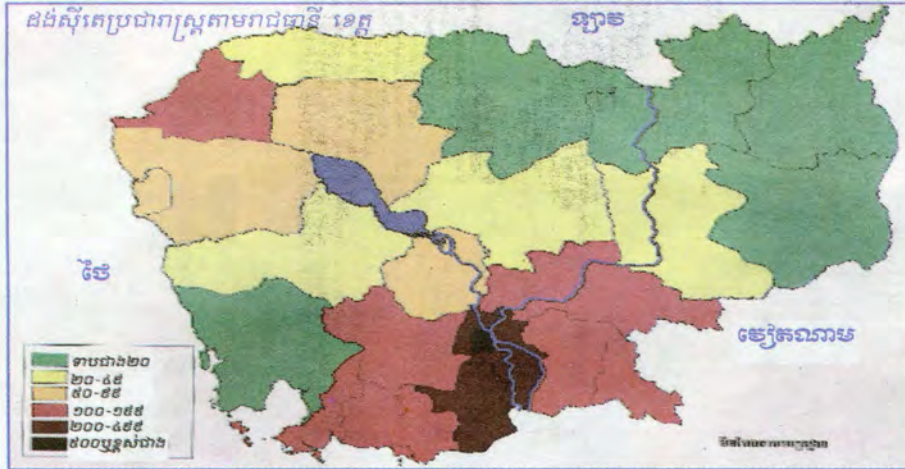 ដង់ស៊ីតេប្រជារាស្ត្រតាមរាជធានី ខេត្ត
ឡាវ
ថៃ
វៀតណាម
ទាបជាង២០
២០-៤៩
៥០-៩៩
១០០-១៩៩
២០០-៤៩៩
៥០០ឬខ្ពស់ជាង